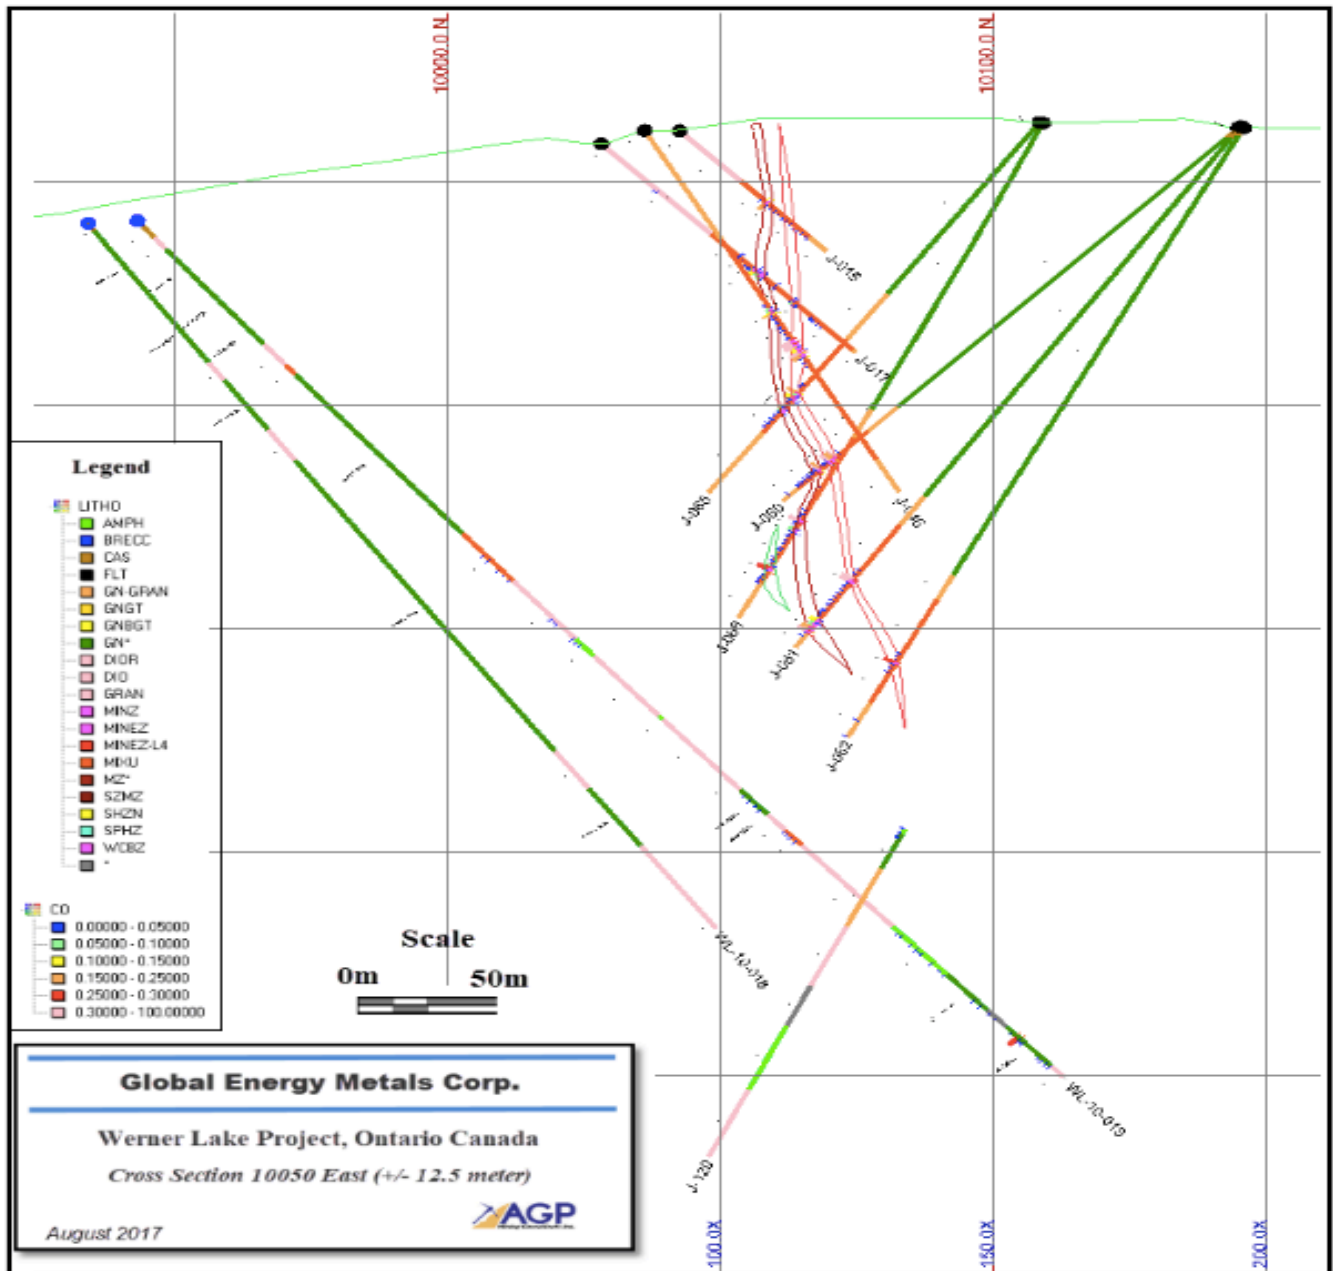 10000.0 N
10100.0 N
J-015
J-017
J-065
J-060
J-066
J-061
J-062
WL-10-018
WL-10-019
J-120
Legend
LITHO
AMPH
BRECC
CAS
FLT
GN-GRAN
GNGT
GNBGT
GN*
DIOR
DIO
GRAN
MINZ
MINEZ
MINEZ-L4
MIXU
MZ*
SZMZ
SHZN
SPHZ
WCBZ
*
CO
0.00000 - 0.05000
0.05000 - 0.10000
0.10000 - 0.15000
0.15000 - 0.25000
0.25000 - 0.30000
0.30000 - 100.00000
Scale
0m 50m
Global Energy Metals Corp.
Werner Lake Project, Ontario Canada
Cross Section 10050 East (+/- 12.5 meter)
August 2017
AGP
100.0X
150.0X
200.0X